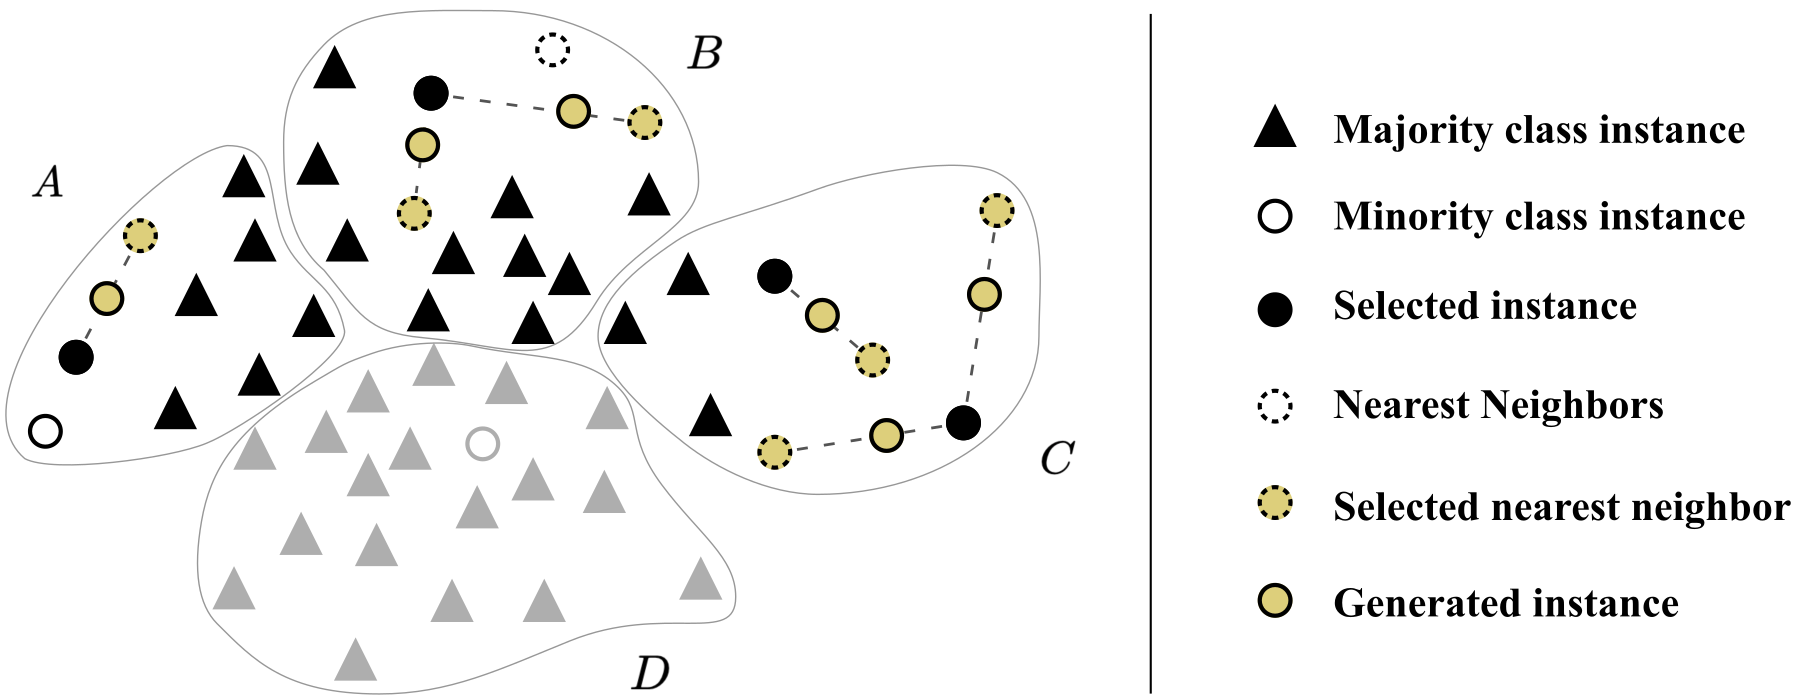 A
B
C
D
Majority class instance
Minority class instance
Selected instance
Nearest Neighbors
Selected nearest neighbor
Generated instance